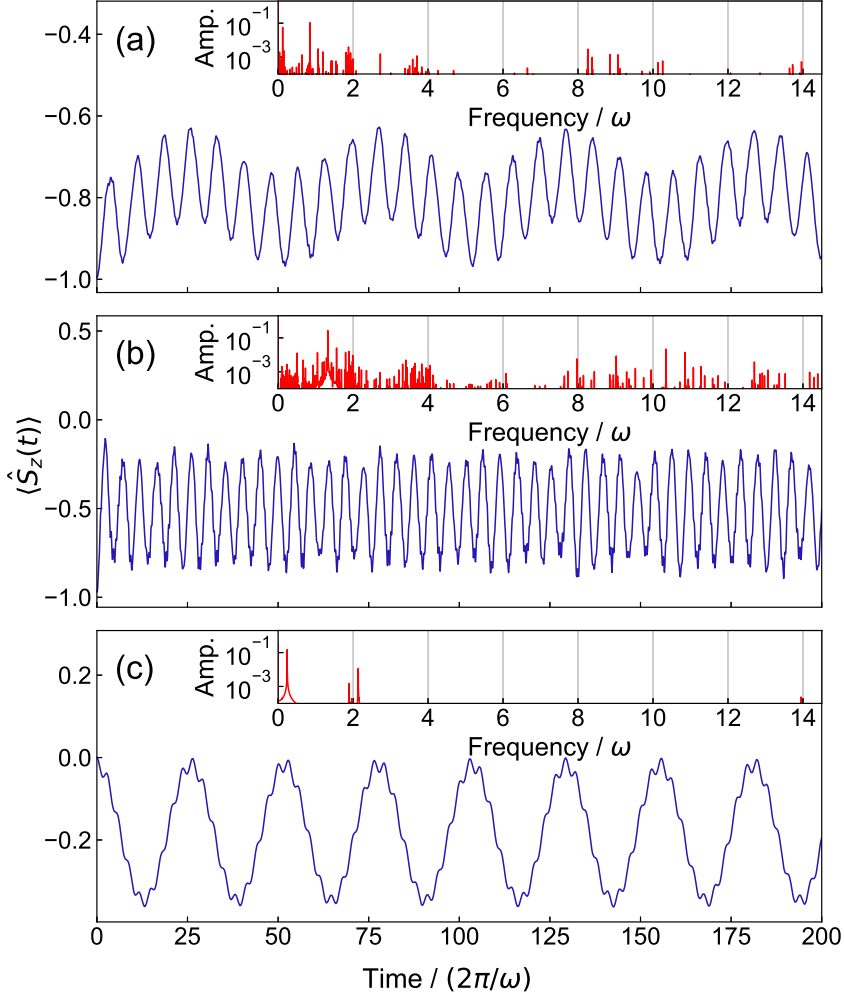 (a)
Amp.
10⁻¹
10⁻³
0 2 4 6 8 10 12 14
Frequency / ω
−0.4
−0.6
−0.8
−1.0
(b)
Amp.
10⁻¹
10⁻³
0 2 4 6 8 10 12 14
Frequency / ω
0.5
0.0
−0.5
−1.0
⟨Ŝz(t)⟩
(c)
Amp.
10⁻¹
10⁻³
0 2 4 6 8 10 12 14
Frequency / ω
0.2
0.0
−0.2
0 25 50 75 100 125 150 175 200
Time / (2π/ω)